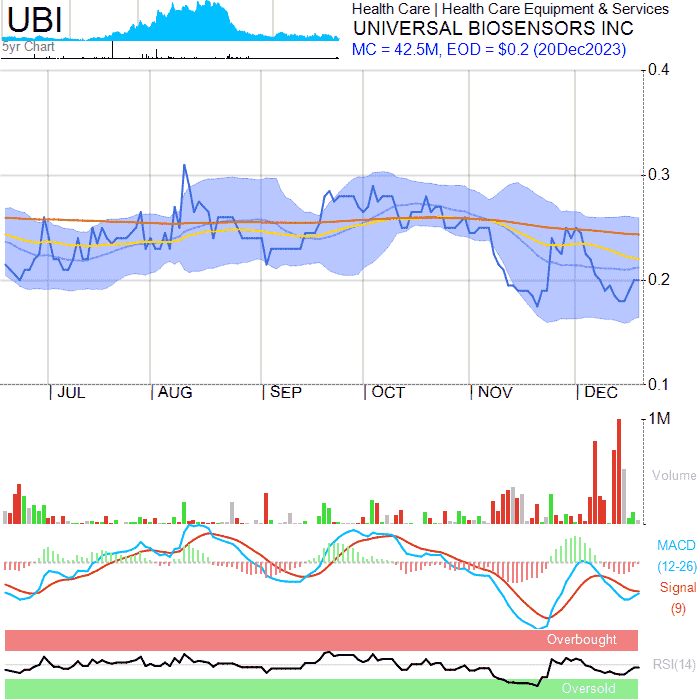 UBI
5yr Chart
Health Care | Health Care Equipment & Services
UNIVERSAL BIOSENSORS INC
MC = 42.5M, EOD = $0.2 (20Dec2023)
0.4
0.3
0.2
0.1
| JUL | AUG | SEP | OCT | NOV | DEC
1M
Volume
MACD
(12-26)
Signal
(9)
Overbought
RSI(14)
Oversold